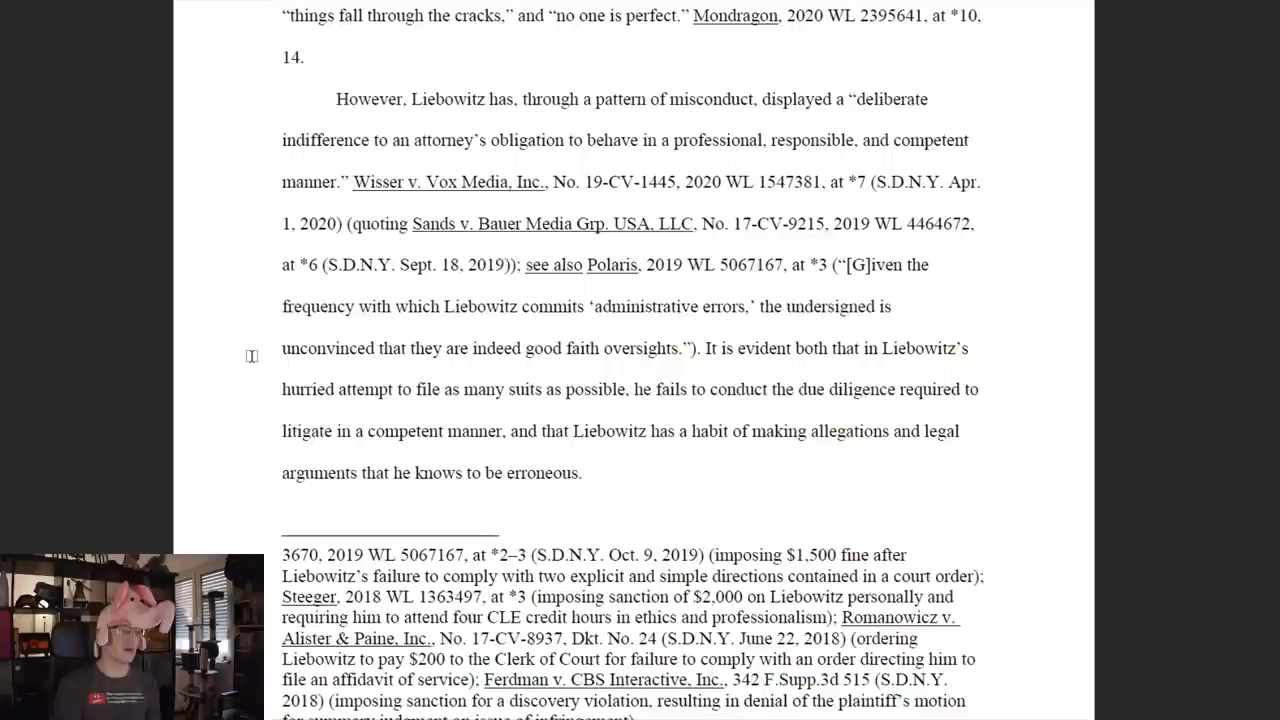 “things fall through the cracks,” and “no one is perfect.” Mondragon, 2020 WL 2395641, at *10,
14.
However, Liebowitz has, through a pattern of misconduct, displayed a “deliberate
indifference to an attorney’s obligation to behave in a professional, responsible, and competent
manner.” Wisser v. Vox Media, Inc., No. 19-CV-1445, 2020 WL 1547381, at *7 (S.D.N.Y. Apr.
1, 2020) (quoting Sands v. Bauer Media Grp. USA, LLC, No. 17-CV-9215, 2019 WL 4464672,
at *6 (S.D.N.Y. Sept. 18, 2019)); see also Polaris, 2019 WL 5067167, at *3 (“[G]iven the
frequency with which Liebowitz commits ‘administrative errors,’ the undersigned is
unconvinced that they are indeed good faith oversights.”). It is evident both that in Liebowitz’s
hurried attempt to file as many suits as possible, he fails to conduct the due diligence required to
litigate in a competent manner, and that Liebowitz has a habit of making allegations and legal
arguments that he knows to be erroneous.
3670, 2019 WL 5067167, at *2–3 (S.D.N.Y. Oct. 9, 2019) (imposing $1,500 fine after
Liebowitz’s failure to comply with two explicit and simple directions contained in a court order);
Steeger, 2018 WL 1363497, at *3 (imposing sanction of $2,000 on Liebowitz personally and
requiring him to attend four CLE credit hours in ethics and professionalism); Romanowicz v.
Alister & Paine, Inc., No. 17-CV-8937, Dkt. No. 24 (S.D.N.Y. June 22, 2018) (ordering
Liebowitz to pay $200 to the Clerk of Court for failure to comply with an order directing him to
file an affidavit of service); Ferdman v. CBS Interactive, Inc., 342 F.Supp.3d 515 (S.D.N.Y.
2018) (imposing sanction for a discovery violation, resulting in denial of the plaintiff’s motion
for summary judgment on issue of infringement)